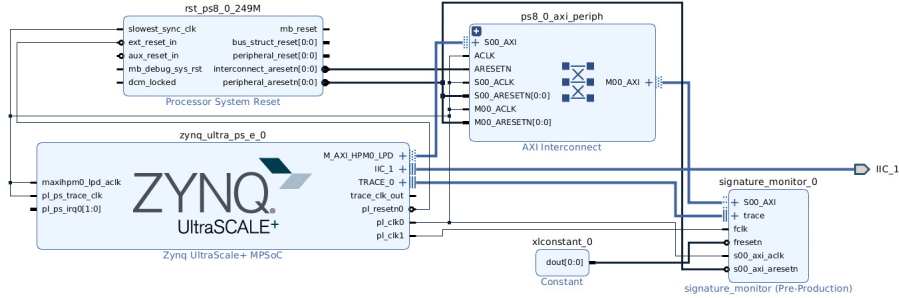 rst_ps8_0_249M
slowest_sync_clk
ext_reset_in
aux_reset_in
mb_debug_sys_rst
dcm_locked
mb_reset
bus_struct_reset[0:0]
peripheral_reset[0:0]
interconnect_aresetn[0:0]
peripheral_aresetn[0:0]
Processor System Reset
ps8_0_axi_periph
S00_AXI
ACLK
ARESETN
S00_ACLK
S00_ARESETN[0:0]
M00_ACLK
M00_ARESETN[0:0]
M00_AXI
AXI Interconnect
zynq_ultra_ps_e_0
maxihpm0_lpd_aclk
pl_ps_trace_clk
pl_ps_irq0[1:0]
ZYNQ
UltraSCALE+
M_AXI_HPM0_LPD
IIC_1
TRACE_0
trace_clk_out
pl_resetn0
pl_clk0
pl_clk1
Zynq UltraScale+ MPSoC
IIC_1
xlconstant_0
dout[0:0]
Constant
signature_monitor_0
S00_AXI
trace
fclk
fresetn
s00_axi_aclk
s00_axi_aresetn
signature_monitor (Pre-Production)